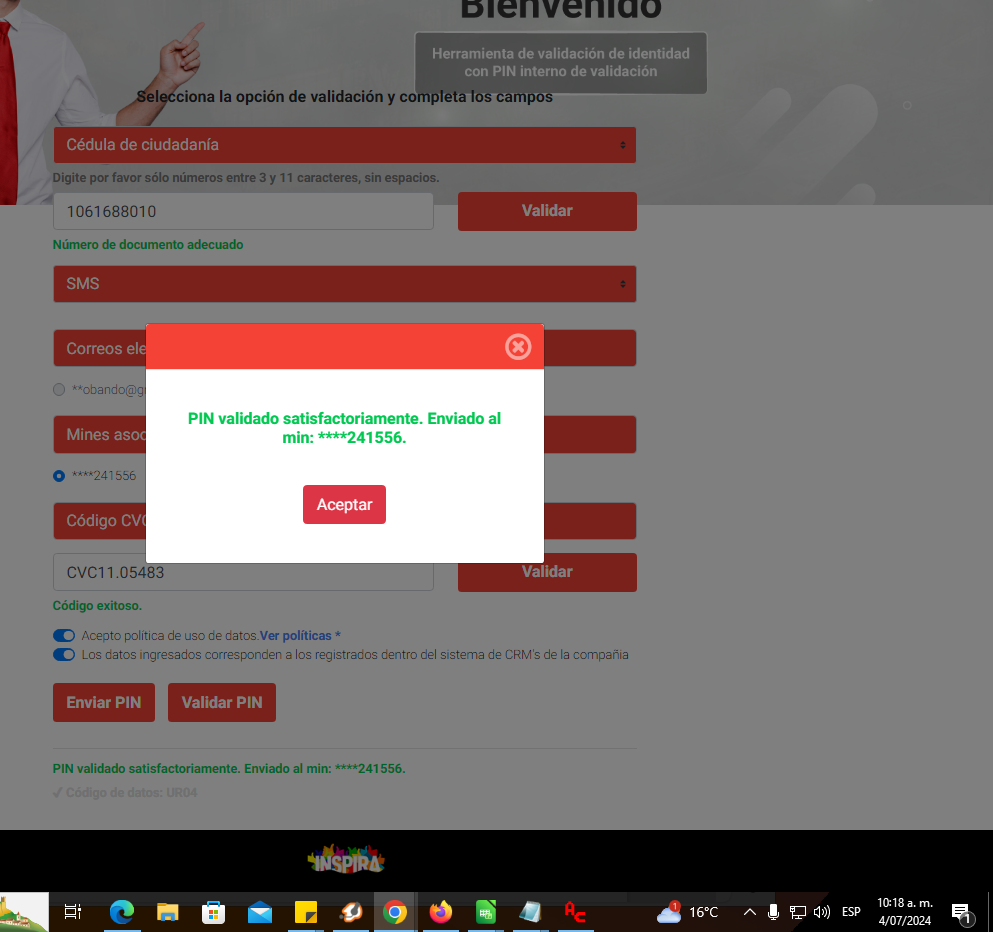 Bienvenido
Herramienta de validación de identidad
con PIN interno de validación
Selecciona la opción de validación y completa los campos
Cédula de ciudadanía
Digite por favor sólo números entre 3 y 11 caracteres, sin espacios.
1061688010
Validar
Número de documento adecuado
SMS
Correos ele
**obando@g
PIN validado satisfactoriamente. Enviado al
min: ****241556.
Aceptar
Mines asoc
****241556
Código CVC
CVC11.05483
Validar
Código exitoso.
Acepto política de uso de datos.Ver políticas *
Los datos ingresados corresponden a los registrados dentro del sistema de CRM's de la compañia
Enviar PIN
Validar PIN
PIN validado satisfactoriamente. Enviado al min: ****241556.
✓ Código de datos: UR04
INSPIRA
1
16°C
ESP
10:18 a. m.
4/07/2024
1